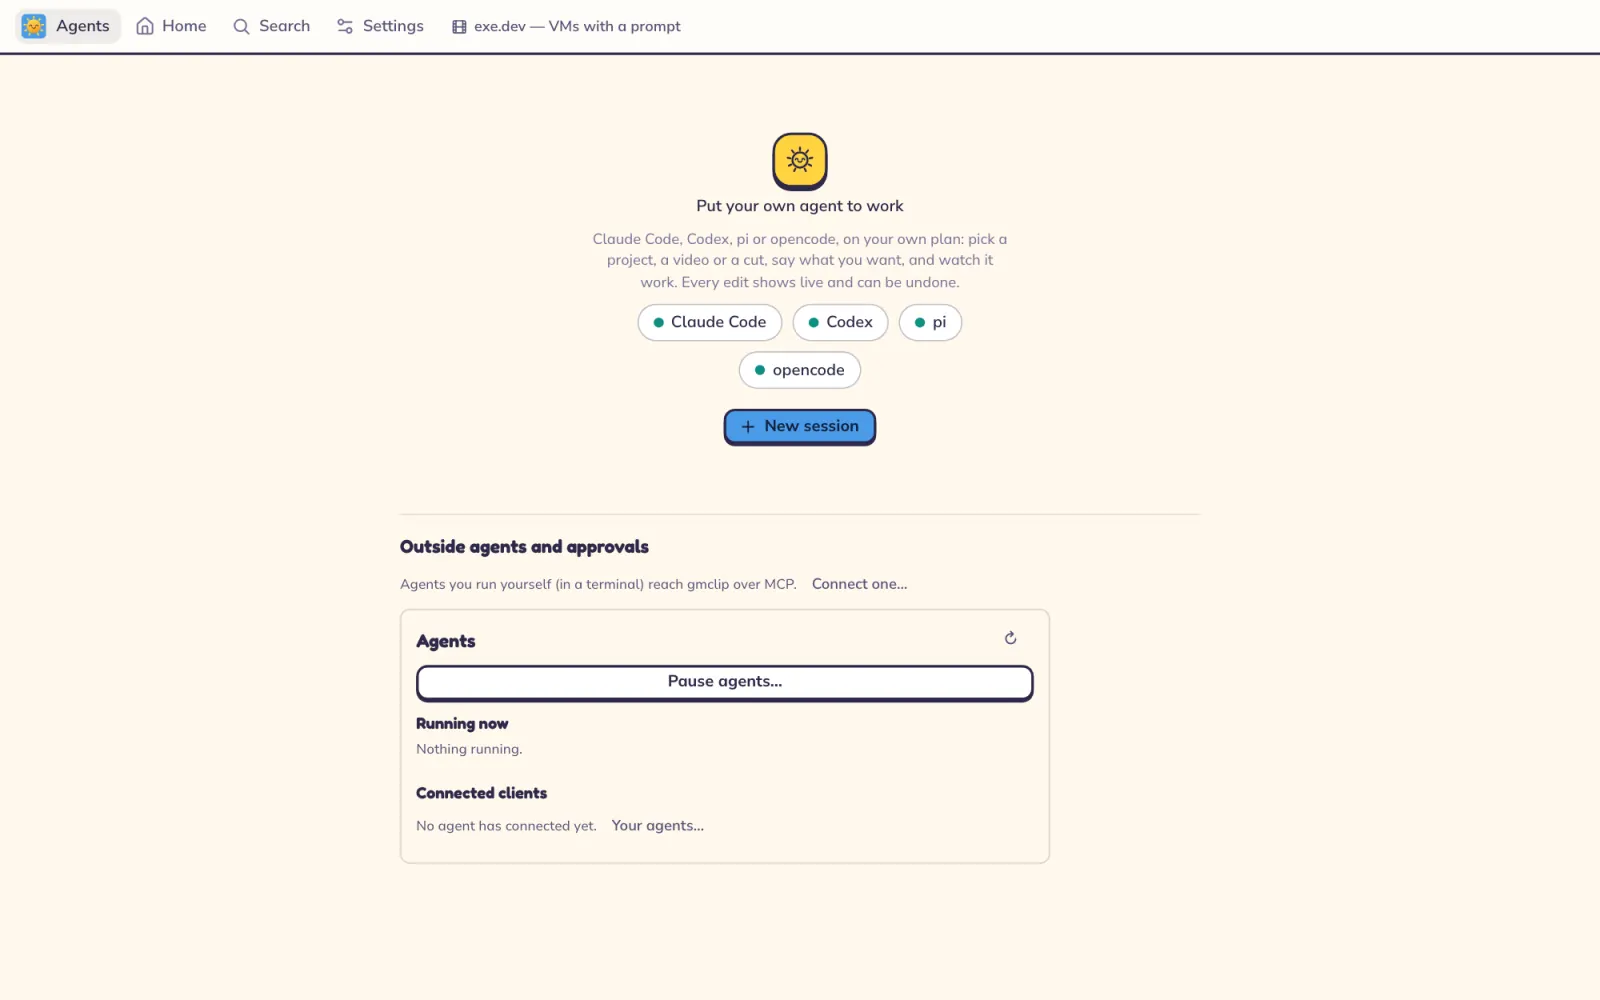 Agents
Home
Search
Settings
exe.dev — VMs with a prompt
Put your own agent to work
Claude Code, Codex, pi or opencode, on your own plan: pick a
project, a video or a cut, say what you want, and watch it
work. Every edit shows live and can be undone.
Claude Code
Codex
pi
opencode
New session
Outside agents and approvals
Agents you run yourself (in a terminal) reach gmclip over MCP.
Connect one...
Agents
Pause agents...
Running now
Nothing running.
Connected clients
No agent has connected yet.
Your agents...